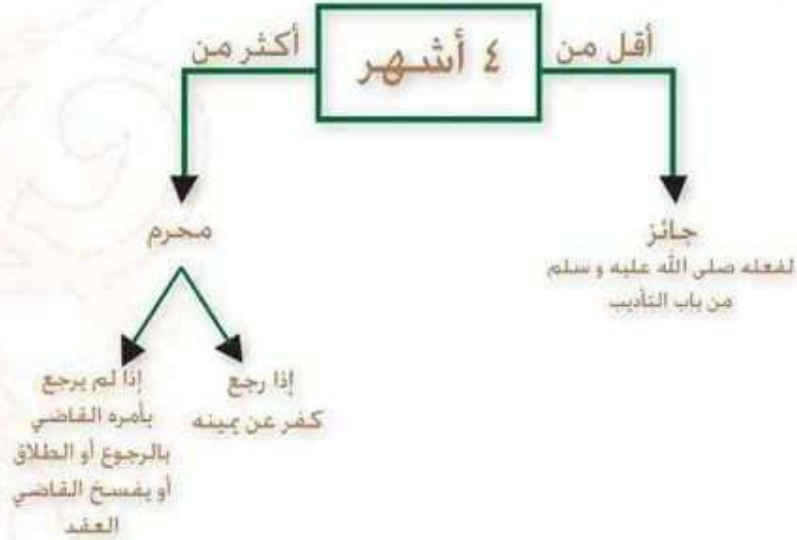 ٤ أشهر
أقل من
أكثر من
جائز
لفعله صلى الله عليه و سلم
من باب التأديب
محرم
إذا رجع
كفر عن يمينه
إذا لم يرجع
يأمره القاضي
بالرجوع أو الطلاق
أو يفسخ القاضي
العقد